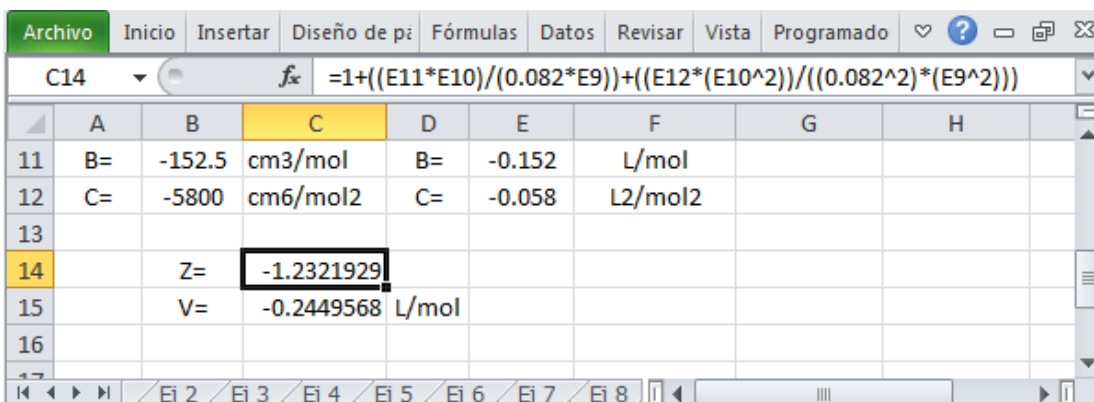 Archivo Inicio Insertar Diseño de pá Fórmulas Datos Revisar Vista Programado
C14 fx =1+((E11*E10)/(0.082*E9))+((E12*(E10^2))/((0.082^2)*(E9^2)))
A B C D E F G H
11 B= -152.5 cm3/mol B= -0.152 L/mol
12 C= -5800 cm6/mol2 C= -0.058 L2/mol2
13
14 Z= -1.2321929
15 V= -0.2449568 L/mol
16
17
Ej 2 Ej 3 Ej 4 Ej 5 Ej 6 Ej 7 Ej 8